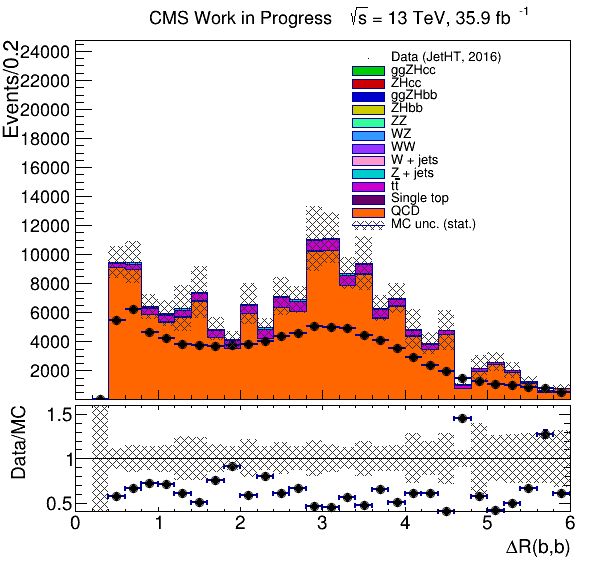 CMS Work in Progress √s = 13 TeV, 35.9 fb -1
Events/0.2
24000
22000
20000
18000
16000
14000
12000
10000
8000
6000
4000
2000
Data (JetHT, 2016)
ggZHcc
ZHcc
ggZHbb
ZHbb
ZZ
WZ
WW
W + jets
Z + jets
tt̅
Single top
QCD
MC unc. (stat.)
Data/MC
1.5
1
0.5
0 1 2 3 4 5 6
ΔR(b,b)